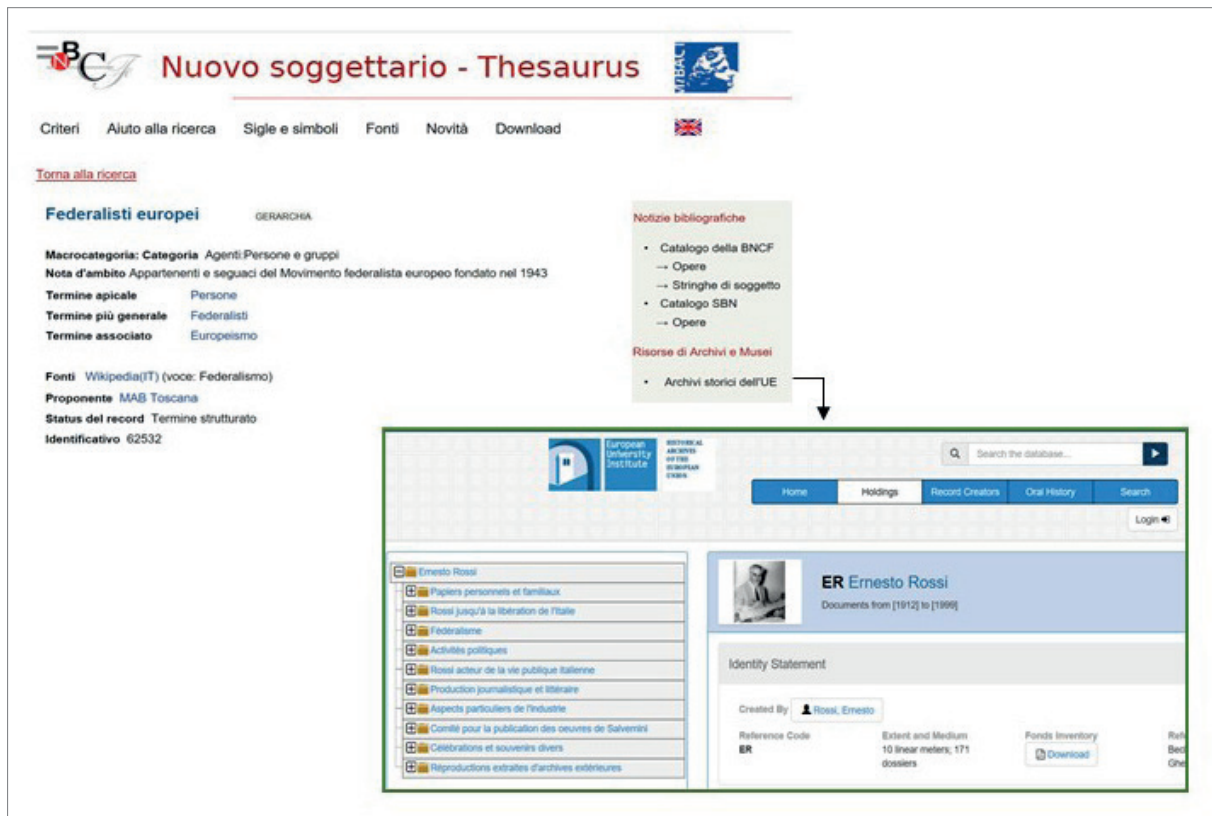 NBCF
Nuovo soggettario - Thesaurus
MiBACT
Criteri Aiuto alla ricerca Sigle e simboli Fonti Novità Download
Torna alla ricerca
Federalisti europei GERARCHIA
Macrocategoria: Categoria Agenti:Persone e gruppi
Nota d'ambito Appartenenti e seguaci del Movimento federalista europeo fondato nel 1943
Termine apicale Persone
Termine più generale Federalisti
Termine associato Europeismo
Fonti Wikipedia(IT) (voce: Federalismo)
Proponente MAB Toscana
Status del record Termine strutturato
Identificativo 62532
Notizie bibliografiche
• Catalogo della BNCF
→ Opere
→ Stringhe di soggetto
• Catalogo SBN
→ Opere
Risorse di Archivi e Musei
• Archivi storici dell'UE
European
University
Institute
HISTORICAL
ARCHIVES
OF THE
EUROPEAN
UNION
Search the database...
Home Holdings Record Creators Oral History Search
Login
Ernesto Rossi
Papiers personnels et familiaux
Rossi jusqu'à la libération de l'Italie
Fédéralisme
Activités politiques
Rossi acteur de la vie publique italienne
Production journalistique et littéraire
Aspects particuliers de l'industrie
Comité pour la publication des oeuvres de Salvemini
Célébrations et souvenirs divers
Réproductions extraites d'archives extérieures
ER Ernesto Rossi
Documents from [1912] to [1999]
Identity Statement
Created By Rossi, Ernesto
Reference Code Extent and Medium Fonds Inventory
ER 10 linear meters; 171 Download
dossiers